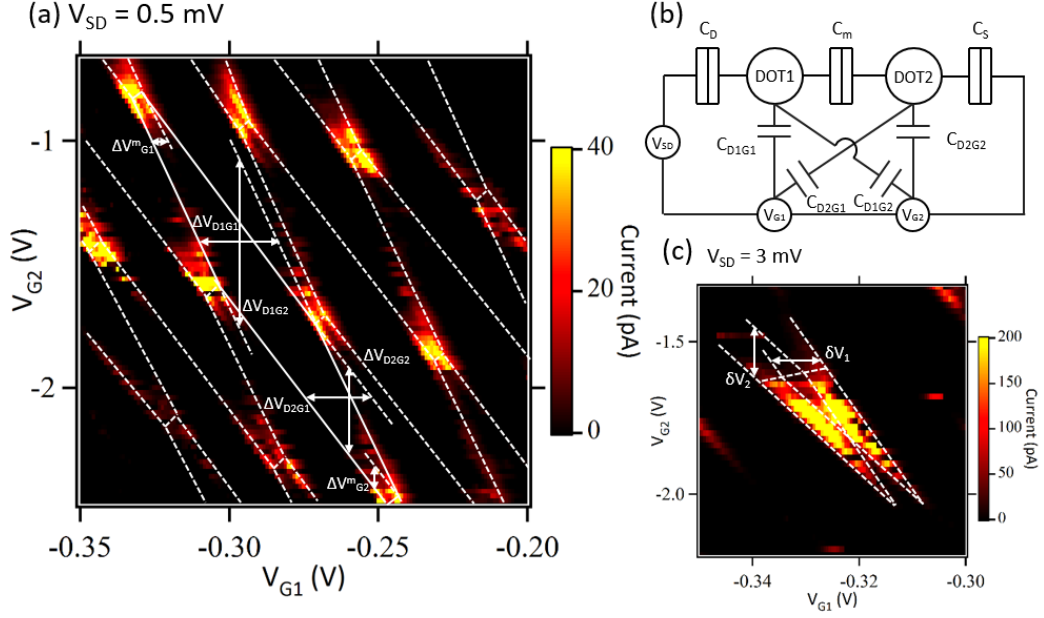 (a) V_SD = 0.5 mV
V_G2 (V)
-1
-2
-0.35
-0.30
-0.25
-0.20
V_G1 (V)
ΔV^m_G1
ΔV_D1G1
ΔV_D1G2
ΔV_D2G2
ΔV_D2G1
ΔV^m_G2
40
20
0
Current (pA)
(b)
C_D
C_m
C_S
DOT1
DOT2
V_SD
C_D1G1
C_D2G2
C_D2G1
C_D1G2
V_G1
V_G2
(c) V_SD = 3 mV
V_G2 (V)
-1.5
-2.0
-0.34
-0.32
-0.30
V_G1 (V)
δV_1
δV_2
200
150
100
50
0
Current (pA)